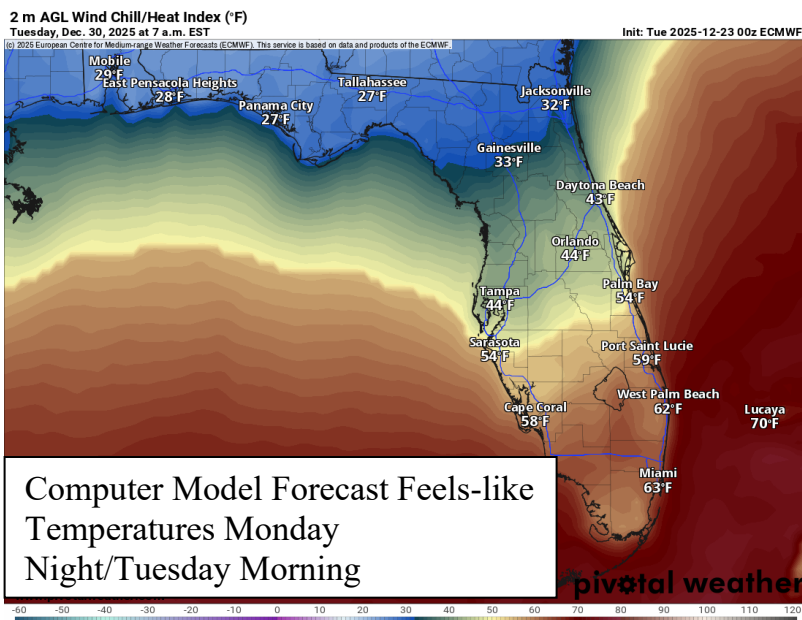 2 m AGL Wind Chill/Heat Index (°F)
Tuesday, Dec. 30, 2025 at 7 a.m. EST
Init: Tue 2025-12-23 00z ECMWF
(c) 2025 European Centre for Medium-range Weather Forecasts (ECMWF). This service is based on data and products of the ECMWF.
Mobile
29°F
East Pensacola Heights
28°F
Panama City
27°F
Tallahassee
27°F
Jacksonville
32°F
Gainesville
33°F
Daytona Beach
43°F
Orlando
44°F
Tampa
44°F
Palm Bay
54°F
Sarasota
54°F
Port Saint Lucie
59°F
West Palm Beach
62°F
Cape Coral
58°F
Lucaya
70°F
Miami
63°F
Computer Model Forecast Feels-like
Temperatures Monday
Night/Tuesday Morning
pivotal weather
-60 -50 -40 -30 -20 -10 0 10 20 30 40 50 60 70 80 90 100 110 120